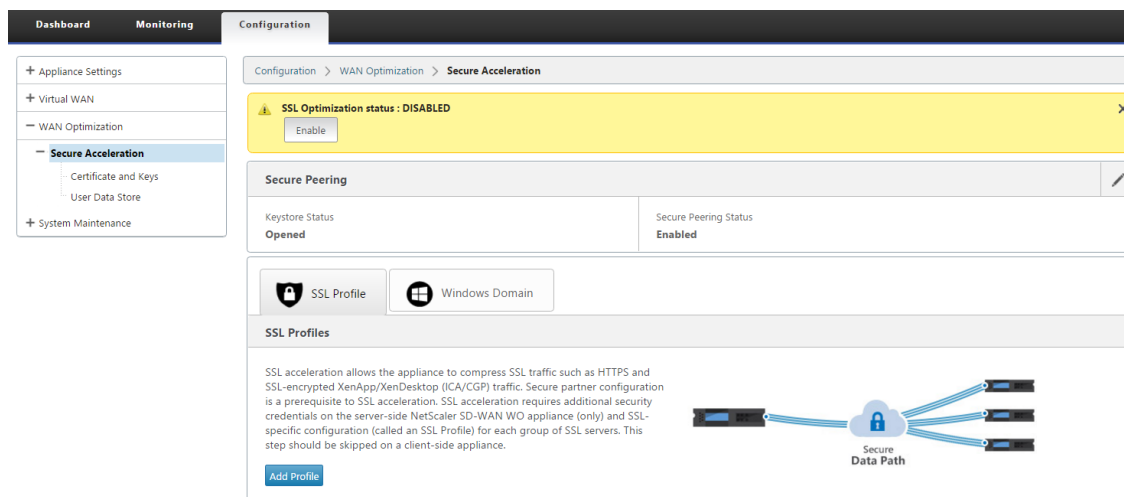 Dashboard Monitoring Configuration
+ Appliance Settings
+ Virtual WAN
− WAN Optimization
− Secure Acceleration
Certificate and Keys
User Data Store
+ System Maintenance
Configuration > WAN Optimization > Secure Acceleration
SSL Optimization status : DISABLED
Enable
Secure Peering
Keystore Status
Opened
Secure Peering Status
Enabled
SSL Profile
Windows Domain
SSL Profiles
SSL acceleration allows the appliance to compress SSL traffic such as HTTPS and
SSL-encrypted XenApp/XenDesktop (ICA/CGP) traffic. Secure partner configuration
is a prerequisite to SSL acceleration. SSL acceleration requires additional security
credentials on the server-side NetScaler SD-WAN WO appliance (only) and SSL-
specific configuration (called an SSL Profile) for each group of SSL servers. This
step should be skipped on a client-side appliance.
Add Profile
Secure
Data Path